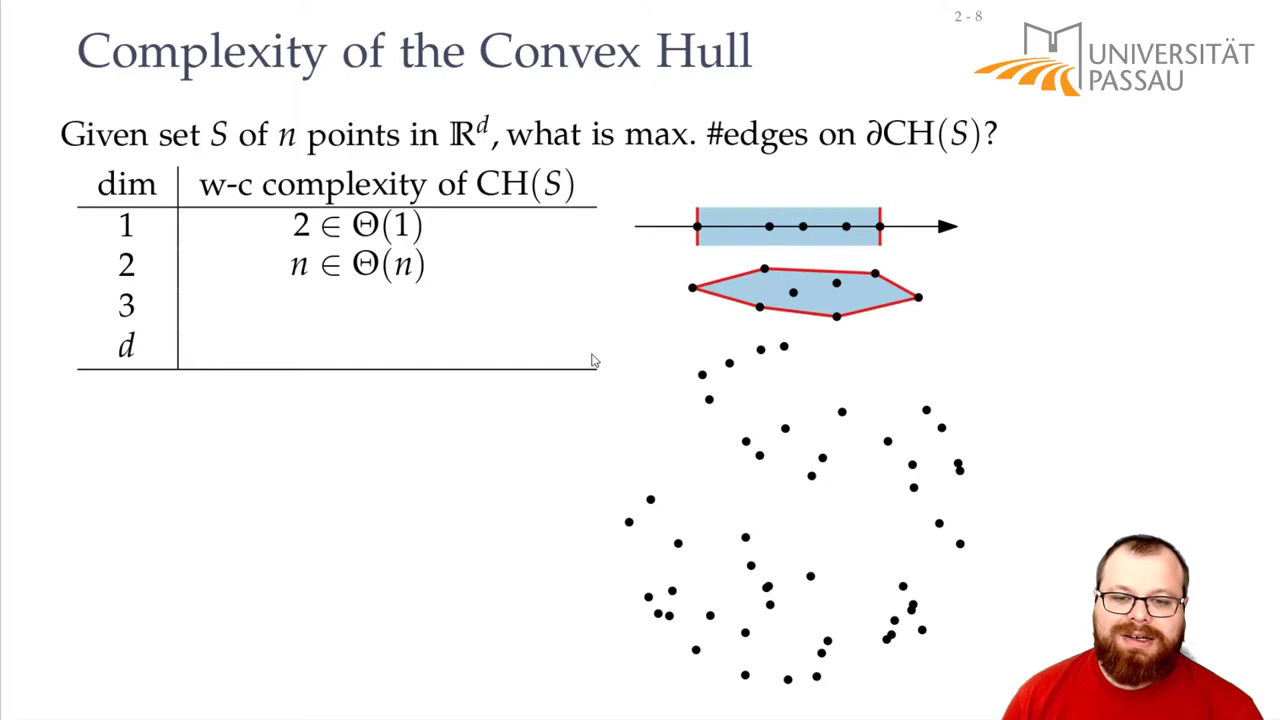 2 - 8
Complexity of the Convex Hull
UNIVERSITÄT
PASSAU
Given set S of n points in ℝᵈ, what is max. #edges on ∂CH(S)?
dim w-c complexity of CH(S)
1 2 ∈ Θ(1)
2 n ∈ Θ(n)
3
d